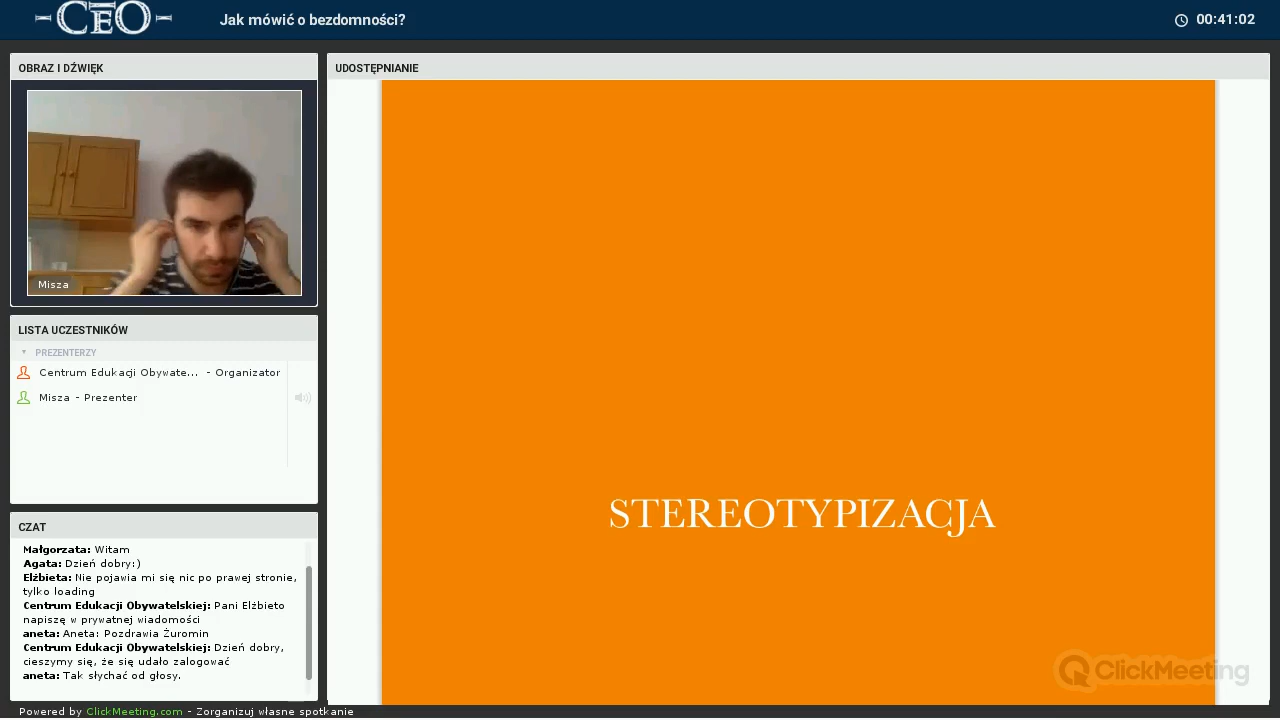 CEO
Jak mówić o bezdomności?
00:41:02
OBRAZ I DŹWIĘK
Misza
LISTA UCZESTNIKÓW
PREZENTERZY
Centrum Edukacji Obywate... - Organizator
Misza - Prezenter
CZAT
Małgorzata: Witam
Agata: Dzień dobry:)
Elżbieta: Nie pojawia mi się nic po prawej stronie,
tylko loading
Centrum Edukacji Obywatelskiej: Pani Elżbieto
napiszę w prywatnej wiadomości
aneta: Aneta: Pozdrawia Żuromin
Centrum Edukacji Obywatelskiej: Dzień dobry,
cieszymy się, że się udało zalogować
aneta: Tak słychać od głosy.
UDOSTĘPNIANIE
STEREOTYPIZACJA
ClickMeeting
Powered by ClickMeeting.com - Zorganizuj własne spotkanie